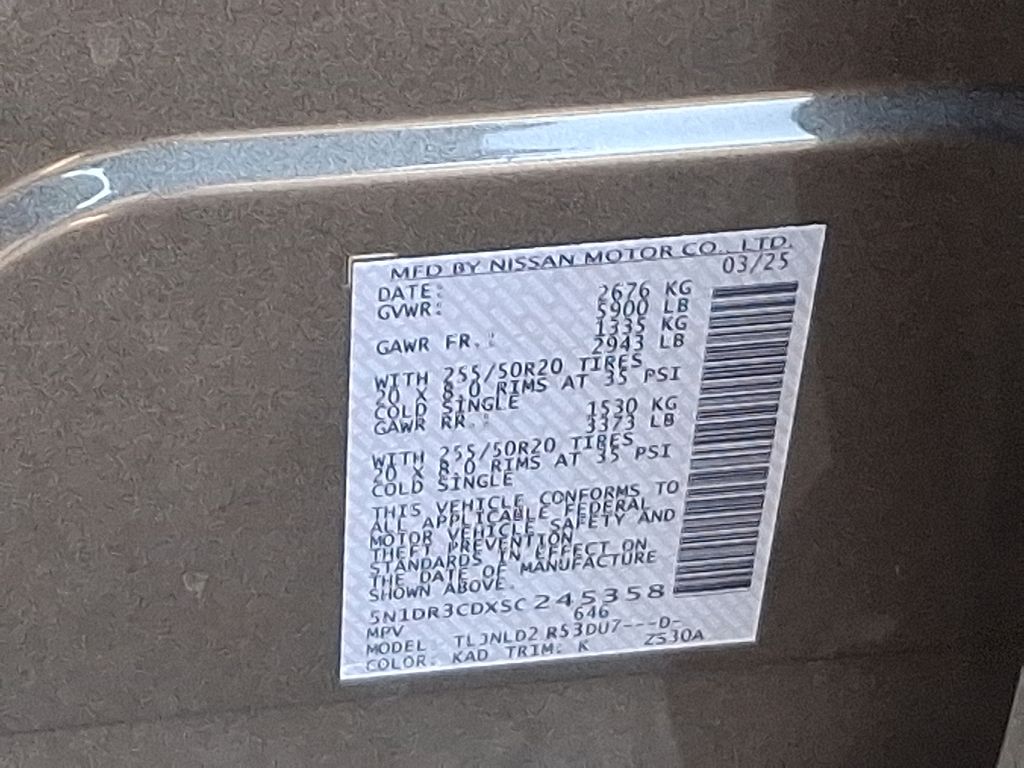 MFD BY NISSAN MOTOR CO., LTD.
DATE: 03/25
GVWR: 2676 KG
5900 LB
GAWR FR.: 1335 KG
2943 LB
WITH 255/50R20 TIRES
20 X 8.0 RIMS AT 35 PSI
COLD SINGLE
GAWR RR.: 1530 KG
3373 LB
WITH 255/50R20 TIRES
20 X 8.0 RIMS AT 35 PSI
COLD SINGLE
THIS VEHICLE CONFORMS TO
ALL APPLICABLE FEDERAL
MOTOR VEHICLE SAFETY AND
THEFT PREVENTION
STANDARDS IN EFFECT ON
THE DATE OF MANUFACTURE
SHOWN ABOVE.
5N1DR3CDXSC245358
MPV 646
MODEL: R53DU7---D-
COLOR: KAD TRIM: K 2530A